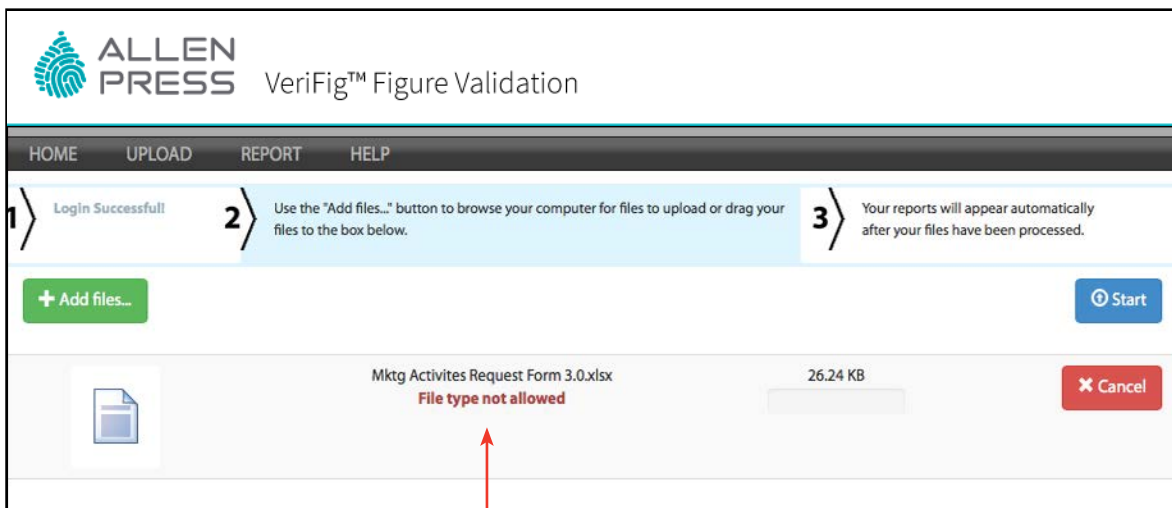 ALLEN
PRESS
VeriFig™ Figure Validation
HOME UPLOAD REPORT HELP
1 Login Successful!
2 Use the "Add files..." button to browse your computer for files to upload or drag your
files to the box below.
3 Your reports will appear automatically
after your files have been processed.
Add files...
Start
Mktg Activites Request Form 3.0.xlsx 26.24 KB
File type not allowed
Cancel